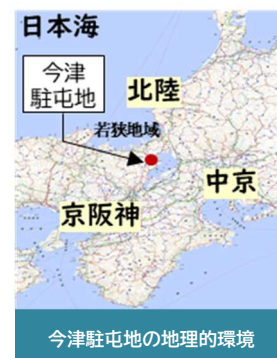 日本海
今津
駐屯地
北陸
若狭地域
中京
京阪神
今津駐屯地の地理的環境